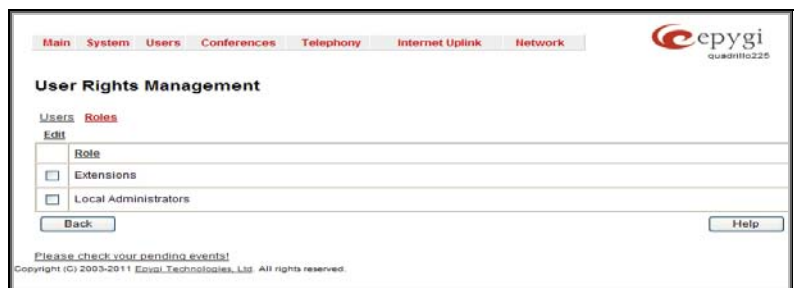 Main System Users Conferences Telephony Internet Uplink Network
epygi
quadrillo225
User Rights Management
Users Roles
Edit
Role
Extensions
Local Administrators
Back Help
Please check your pending events!
Copyright (C) 2003-2011 Epygi Technologies, Ltd. All rights reserved.